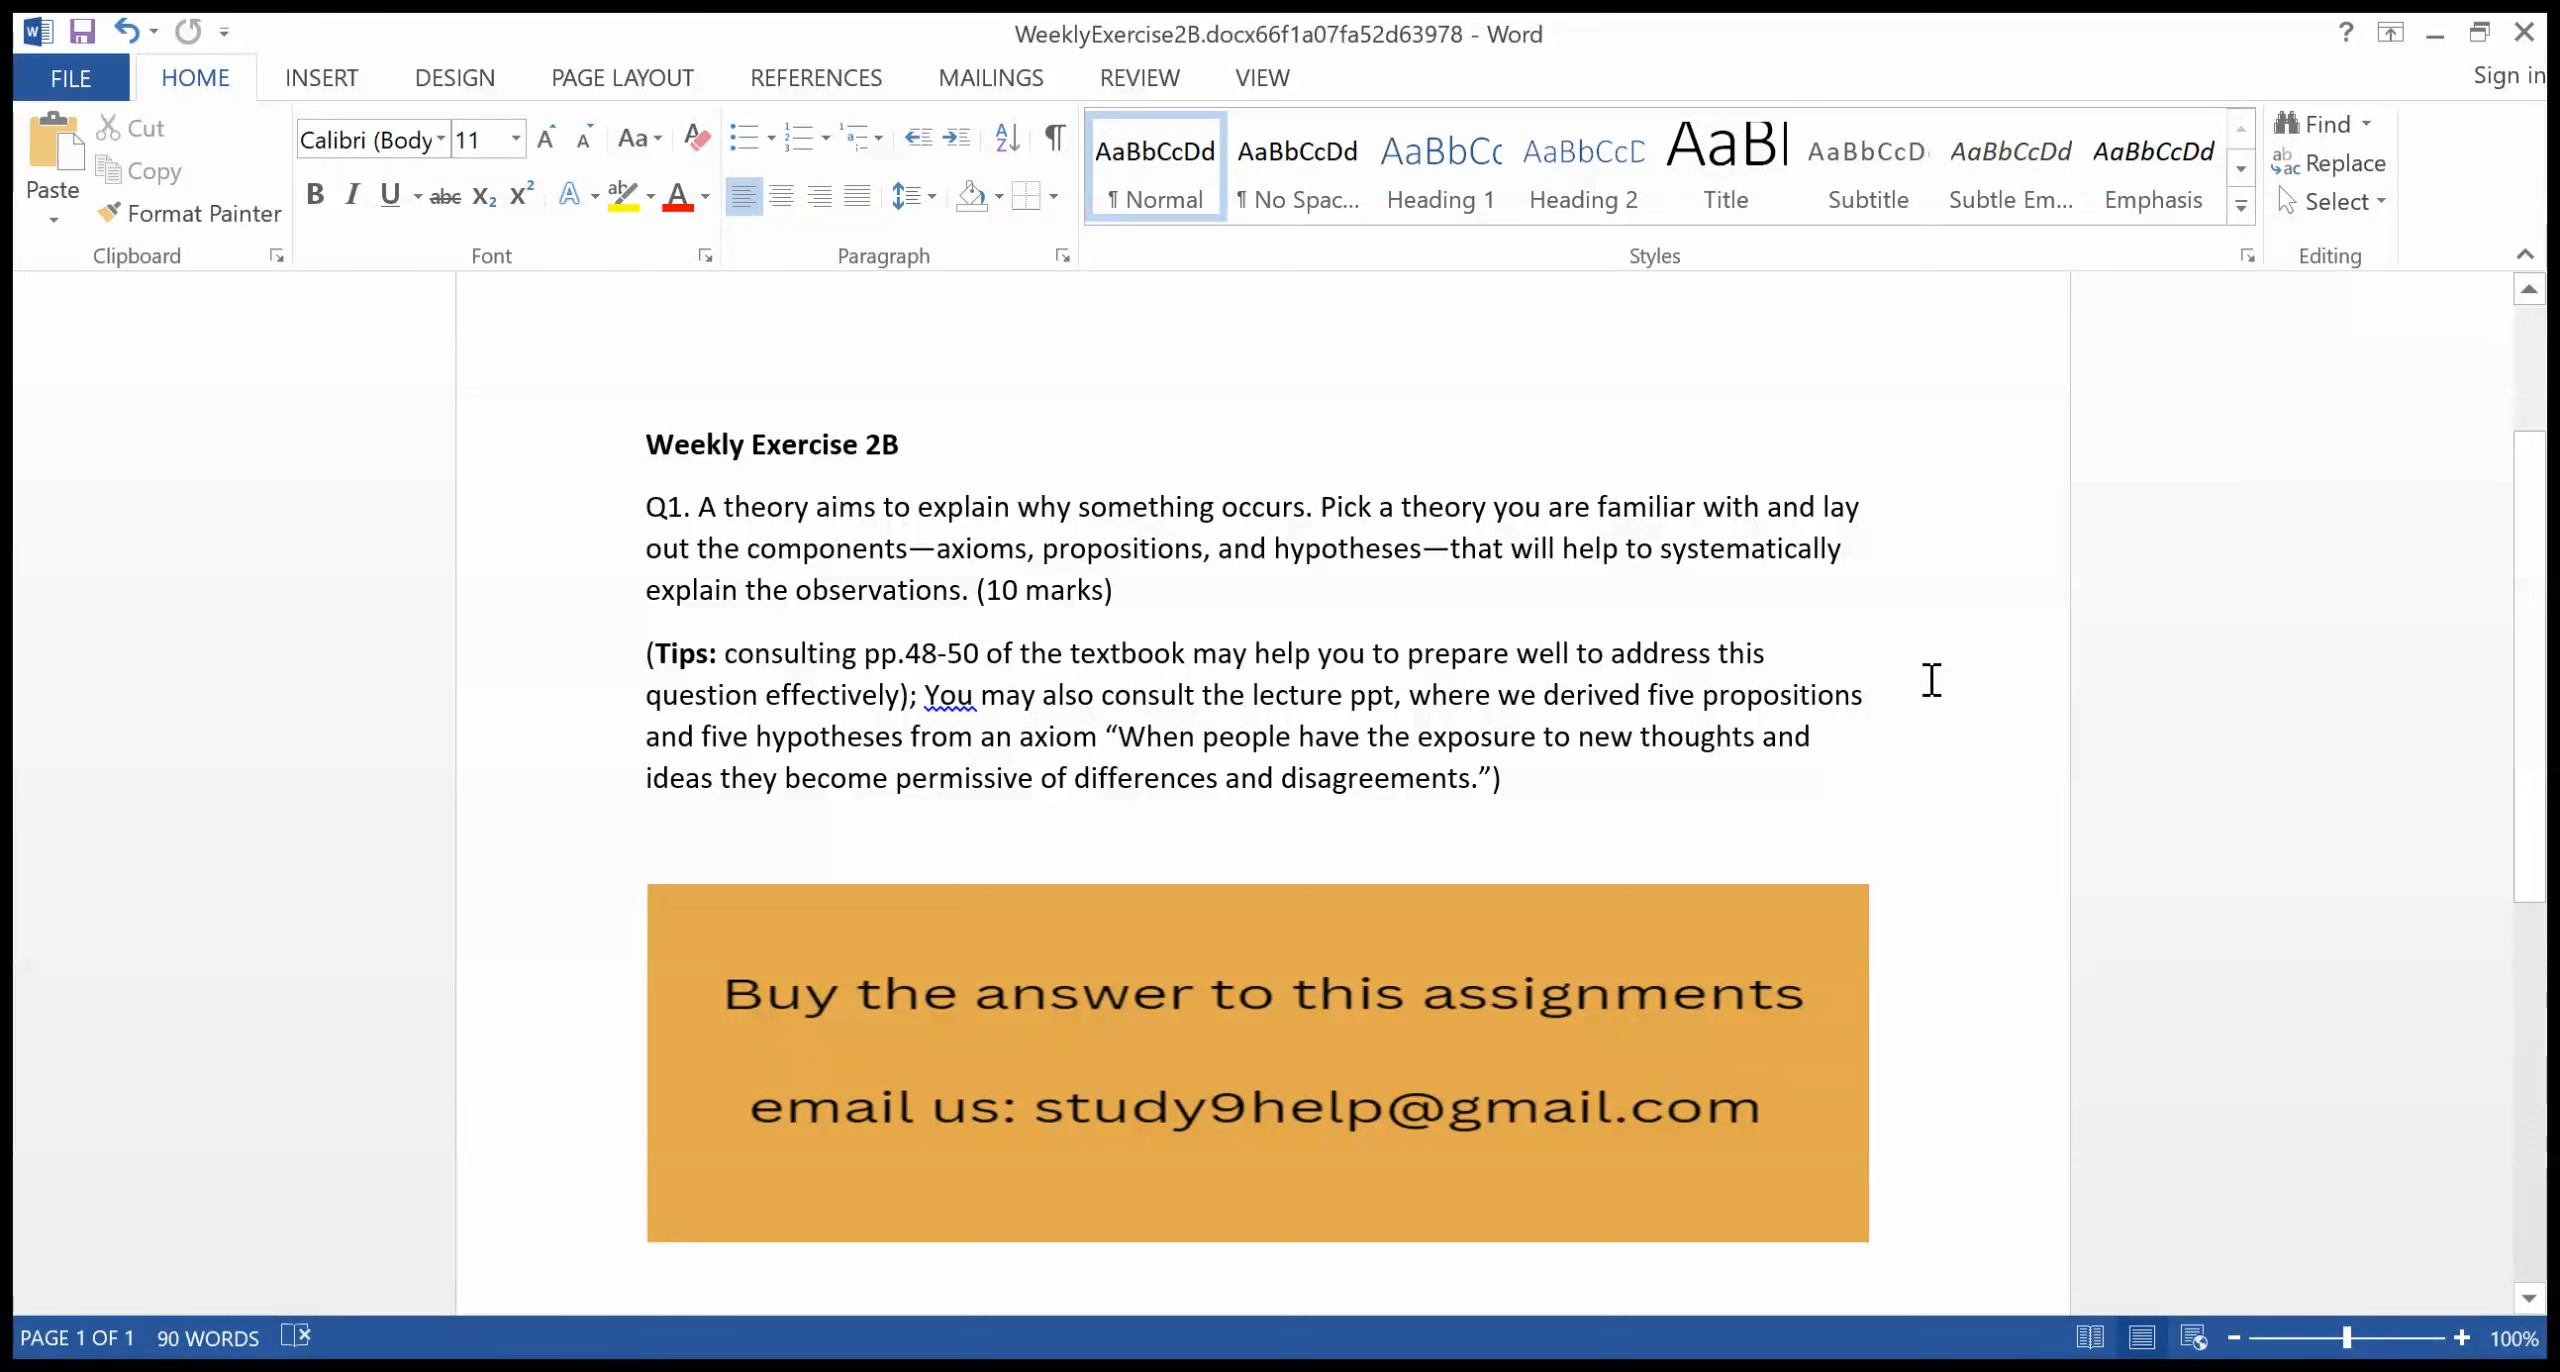 WeeklyExercise2B.docx66f1a07fa52d63978 - Word
?
FILE HOME INSERT DESIGN PAGE LAYOUT REFERENCES MAILINGS REVIEW VIEW Sign in
Paste
Cut
Copy
Format Painter
Clipboard
Calibri (Body 11 Aa
B I U abc X₂ X² A ab A
Font
Paragraph
AaBbCcDd AaBbCcDd AaBbCc AaBbCcD AaBl AaBbCcD AaBbCcDd AaBbCcDd
¶ Normal ¶ No Spac... Heading 1 Heading 2 Title Subtitle Subtle Em... Emphasis
Styles
Find
Replace
Select
Editing
Weekly Exercise 2B
Q1. A theory aims to explain why something occurs. Pick a theory you are familiar with and lay
out the components—axioms, propositions, and hypotheses—that will help to systematically
explain the observations. (10 marks)
(Tips: consulting pp.48-50 of the textbook may help you to prepare well to address this
question effectively); You may also consult the lecture ppt, where we derived five propositions
and five hypotheses from an axiom “When people have the exposure to new thoughts and
ideas they become permissive of differences and disagreements.”)
Buy the answer to this assignments
email us: study9help@gmail.com
PAGE 1 OF 1 90 WORDS 100%